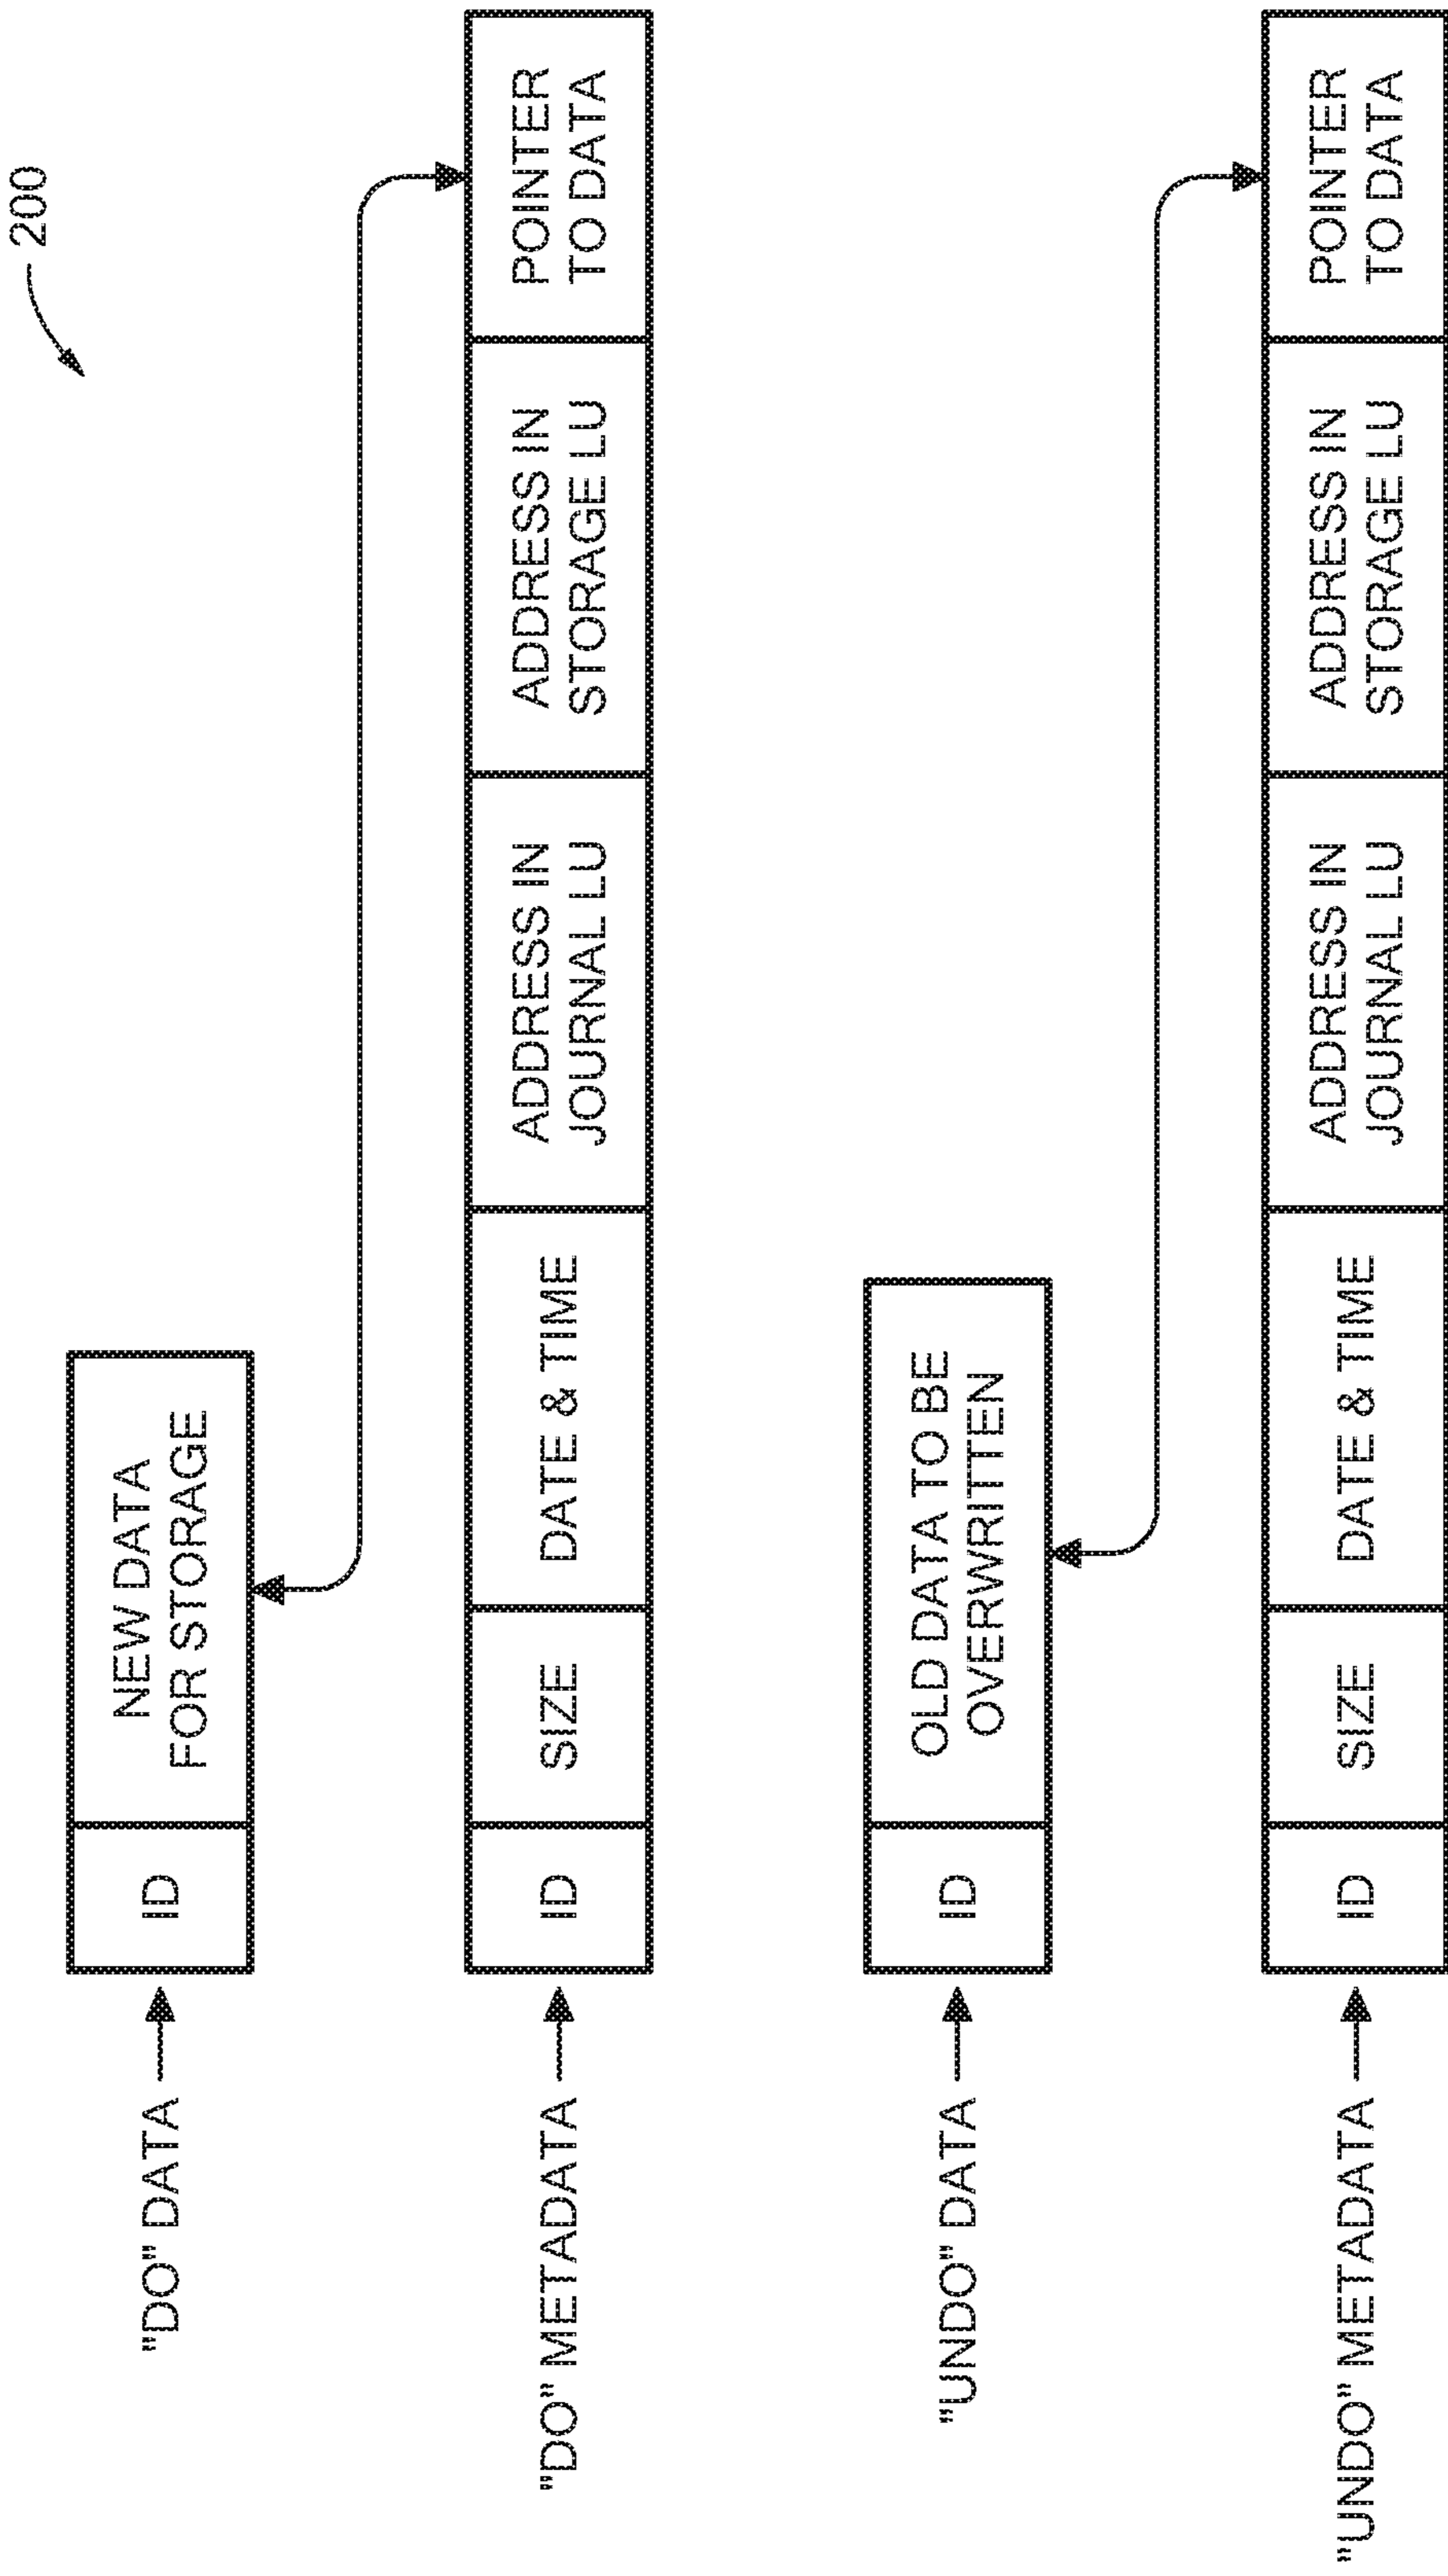 200
"DO" DATA
ID
NEW DATA
FOR STORAGE
"DO" METADATA
ID
SIZE
DATE & TIME
ADDRESS IN
JOURNAL LU
ADDRESS IN
STORAGE LU
POINTER
TO DATA
"UNDO" DATA
ID
OLD DATA TO BE
OVERWRITTEN
"UNDO" METADATA
ID
SIZE
DATE & TIME
ADDRESS IN
JOURNAL LU
ADDRESS IN
STORAGE LU
POINTER
TO DATA